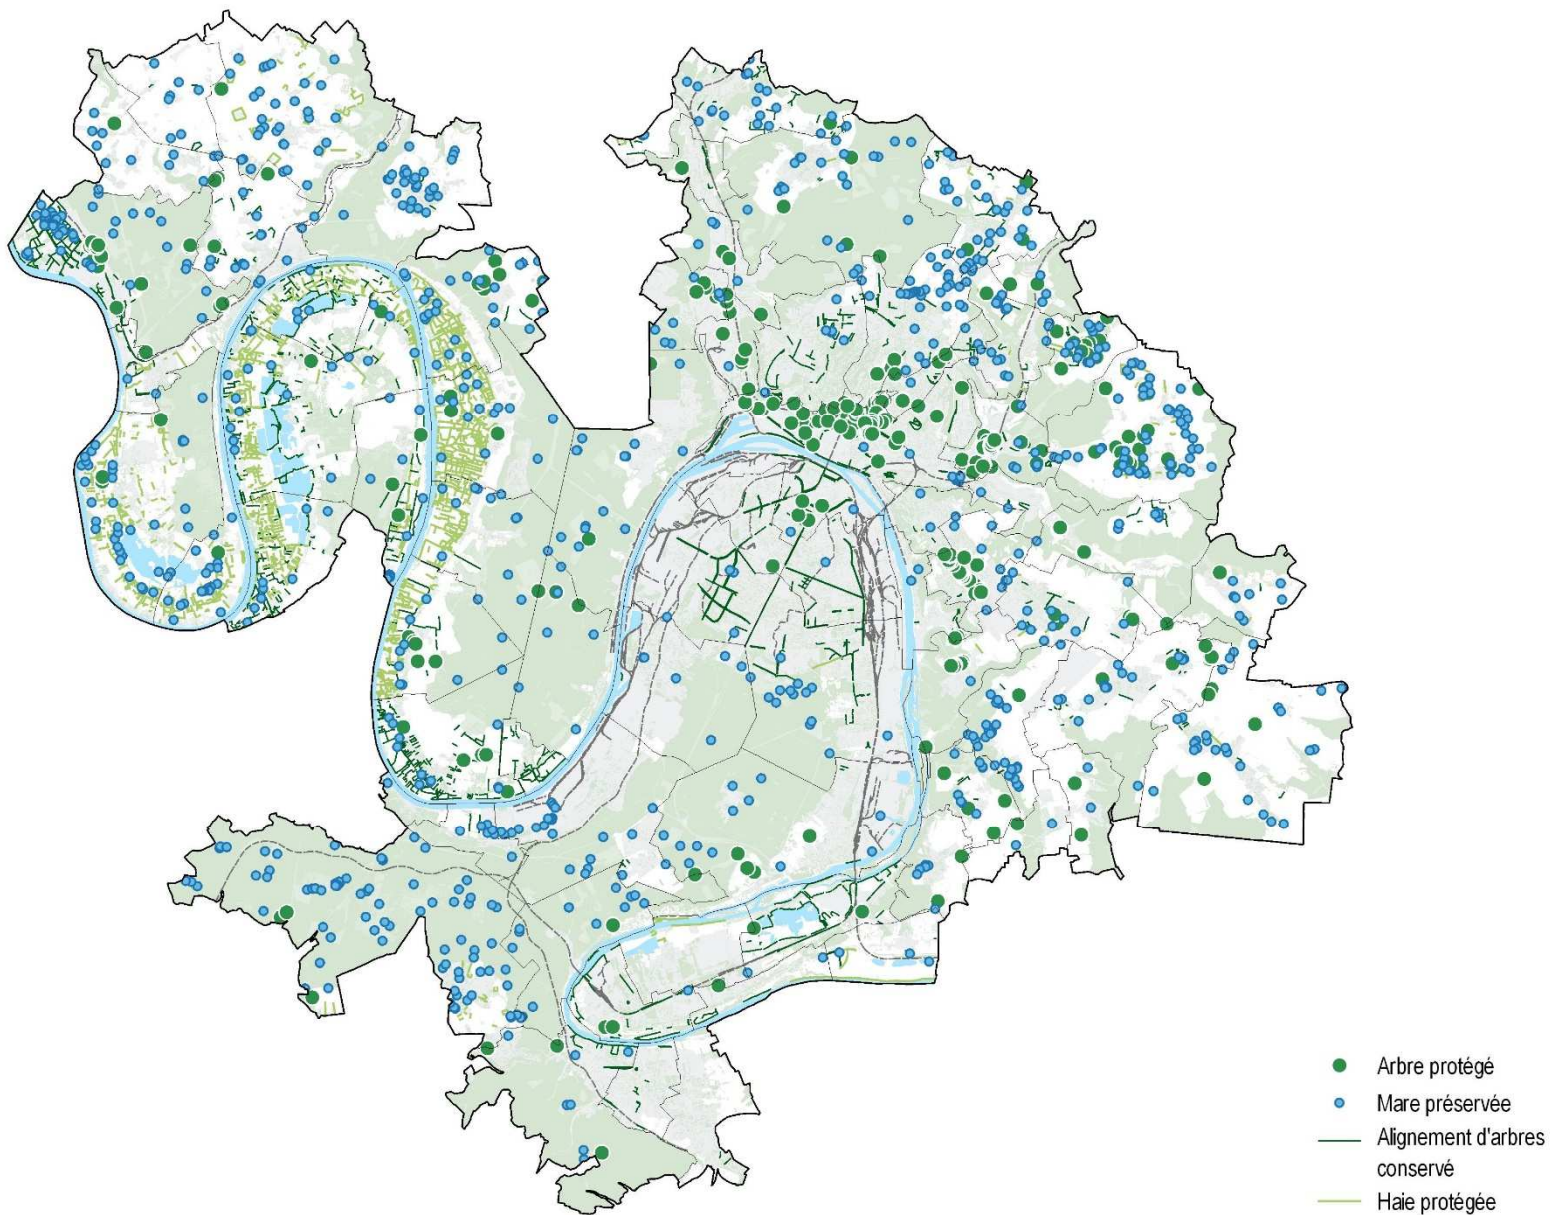 Arbre protégé
Mare préservée
Alignement d'arbres
conservé
Haie protégée